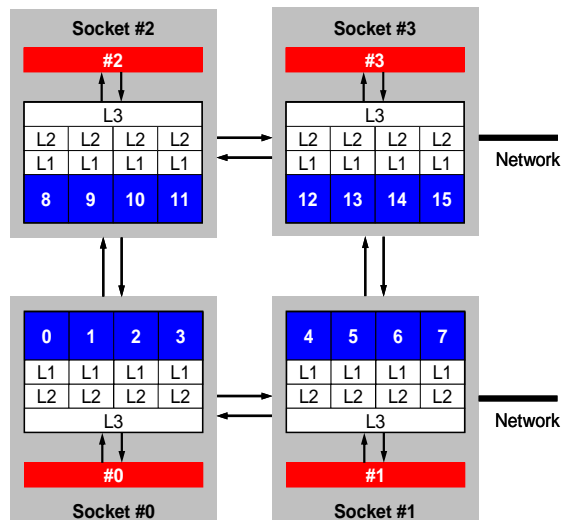 Socket #2
#2
L3
L2 L2 L2 L2
L1 L1 L1 L1
8 9 10 11
Socket #3
#3
L3
L2 L2 L2 L2
L1 L1 L1 L1
12 13 14 15
Network
0 1 2 3
L1 L1 L1 L1
L2 L2 L2 L2
L3
#0
Socket #0
4 5 6 7
L1 L1 L1 L1
L2 L2 L2 L2
L3
#1
Socket #1
Network